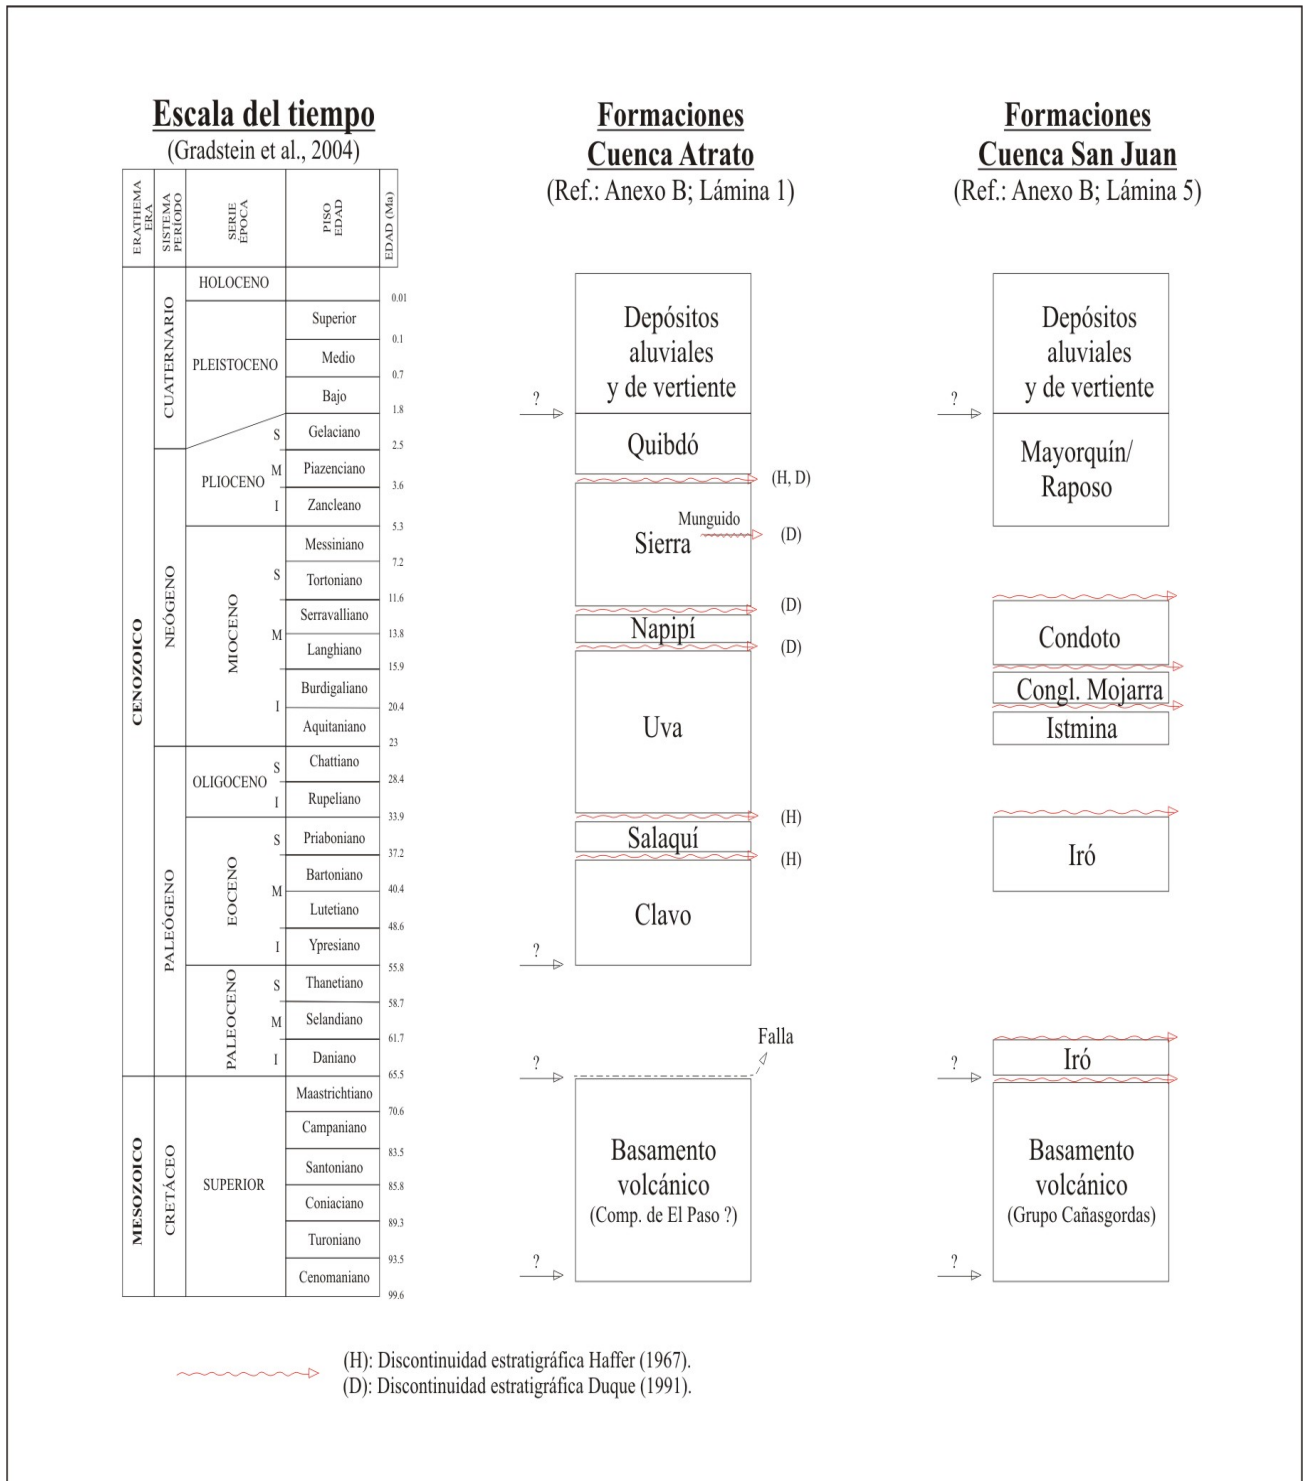 Escala del tiempo
(Gradstein et al., 2004)
ERATHEMA
ERA
SISTEMA
PERÍODO
SERIE
ÉPOCA
PISO
EDAD
EDAD (Ma)
CENOZOICO
MESOZOICO
CUATERNARIO
NEÓGENO
PALEÓGENO
CRETÁCEO
HOLOCENO
0.01
PLEISTOCENO
Superior
0.1
Medio
0.7
Bajo
1.8
PLIOCENO
S
Gelaciano
2.5
M
Piazenciano
3.6
I
Zancleano
5.3
MIOCENO
Messiniano
7.2
S
Tortoniano
11.6
Serravalliano
13.8
M
Langhiano
15.9
Burdigaliano
20.4
I
Aquitaniano
23
OLIGOCENO
S
Chattiano
28.4
I
Rupeliano
33.9
EOCENO
S
Priaboniano
37.2
Bartoniano
40.4
M
Lutetiano
48.6
I
Ypresiano
55.8
PALEOCENO
S
Thanetiano
58.7
M
Selandiano
61.7
I
Daniano
65.5
SUPERIOR
Maastrichtiano
70.6
Campaniano
83.5
Santoniano
85.8
Coniaciano
89.3
Turoniano
93.5
Cenomaniano
99.6
Formaciones
Cuenca Atrato
(Ref.: Anexo B; Lámina 1)
Depósitos
aluviales
y de vertiente
?
Quibdó
(H, D)
Munguido
(D)
Sierra
(D)
Napipí
(D)
Uva
(H)
Salaquí
(H)
Clavo
?
Falla
?
Basamento
volcánico
(Comp. de El Paso ?)
?
Formaciones
Cuenca San Juan
(Ref.: Anexo B; Lámina 5)
Depósitos
aluviales
y de vertiente
?
Mayorquín/
Raposo
Condoto
Congl. Mojarra
Istmina
Iró
Iró
?
Basamento
volcánico
(Grupo Cañasgordas)
?
(H): Discontinuidad estratigráfica Haffer (1967).
(D): Discontinuidad estratigráfica Duque (1991).